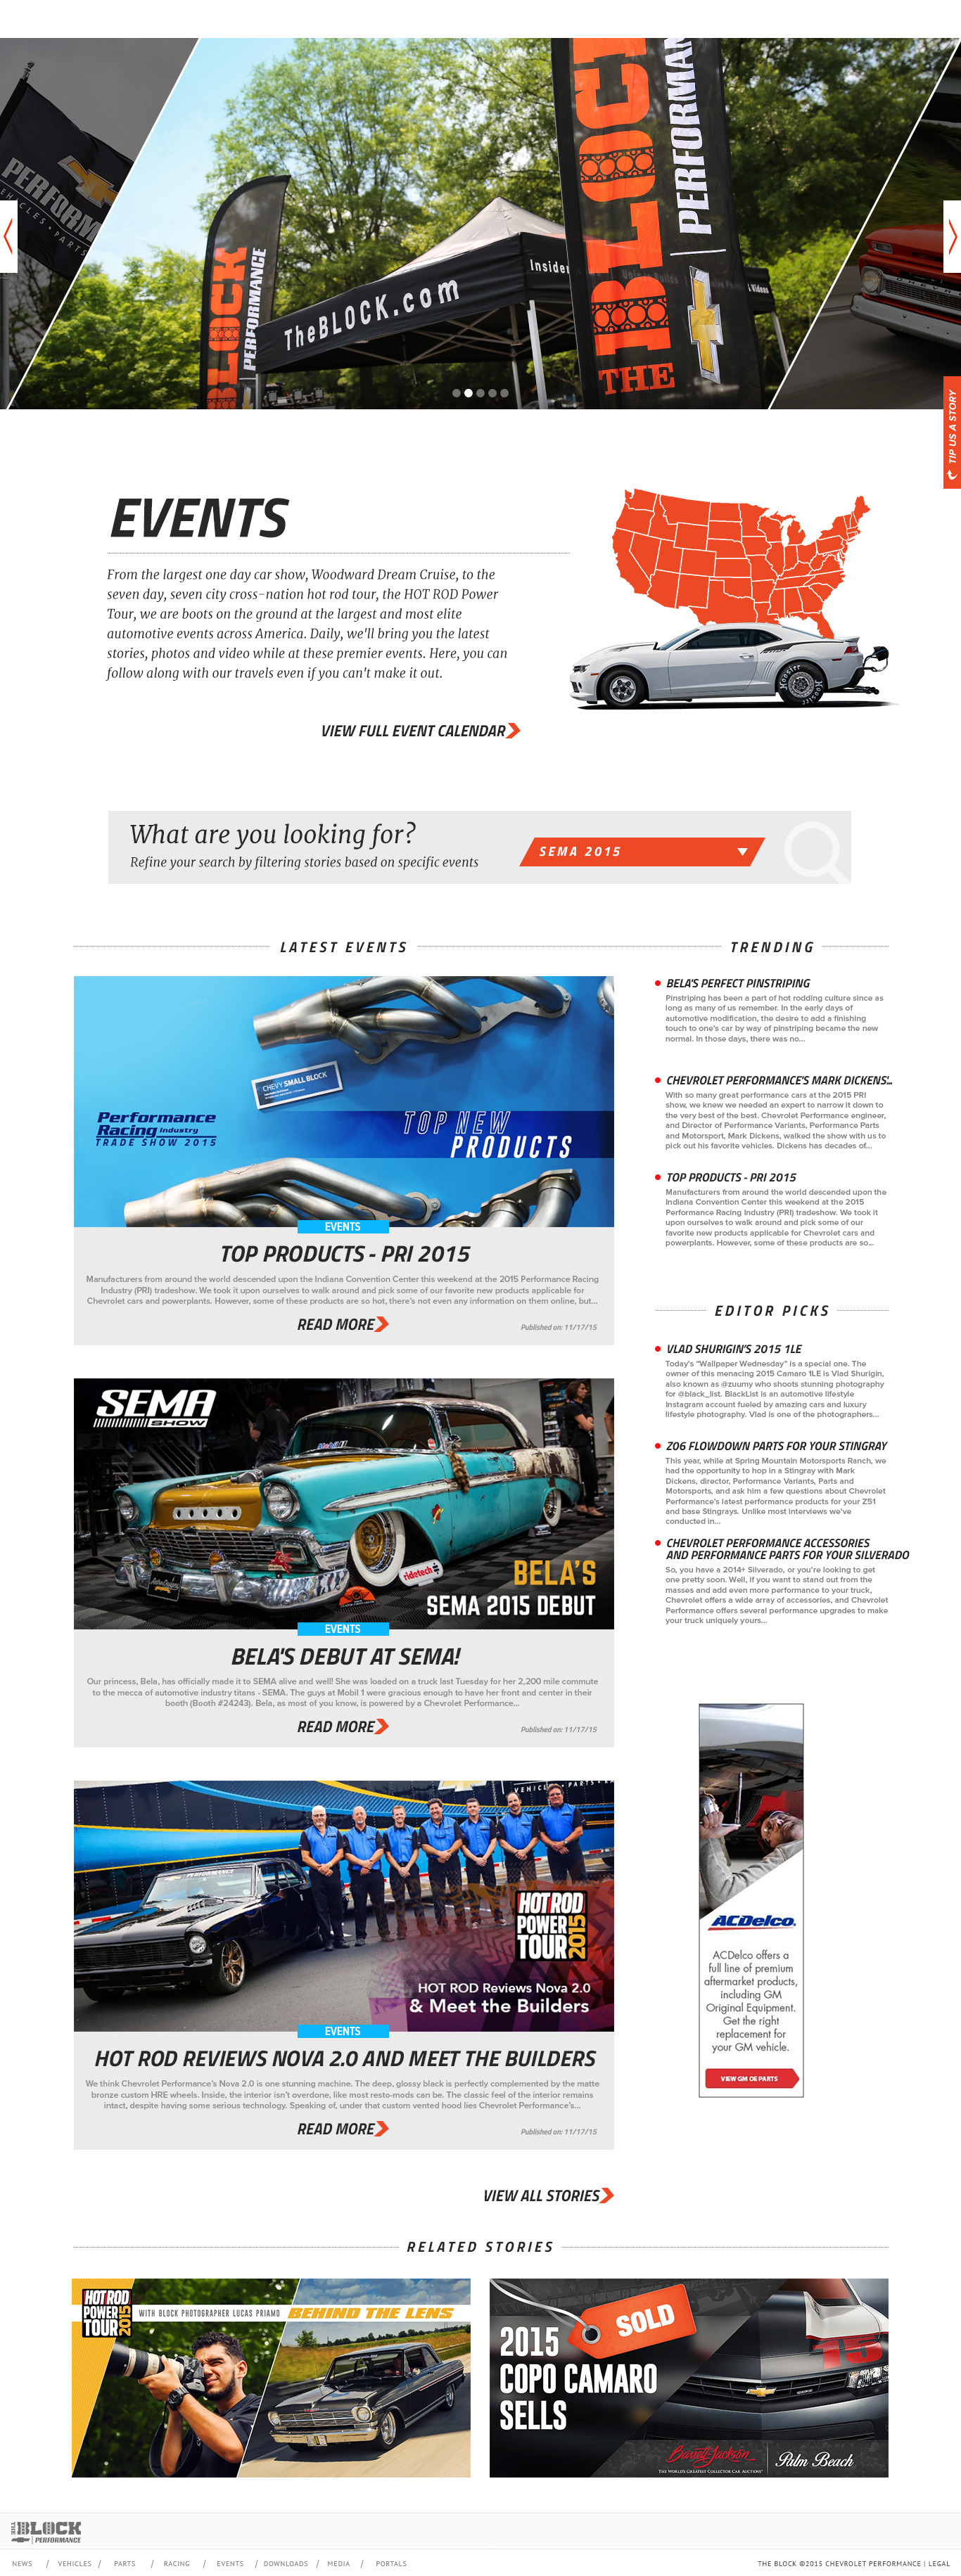 PERFORM
VEHICLES • PARTS
BLOCK
PERFORMANCE
TheBLOCK.com
Insider
Unique Builds
Videos
THE BLOCK
PERFORMAN
TIP US A STORY
EVENTS
From the largest one day car show, Woodward Dream Cruise, to the
seven day, seven city cross-nation hot rod tour, the HOT ROD Power
Tour, we are boots on the ground at the largest and most elite
automotive events across America. Daily, we'll bring you the latest
stories, photos and video while at these premier events. Here, you can
follow along with our travels even if you can't make it out.
VIEW FULL EVENT CALENDAR
What are you looking for?
Refine your search by filtering stories based on specific events
SEMA 2015
LATEST EVENTS
CHEVY SMALL BLOCK
Performance
Racing Industry
TRADE SHOW 2015
TOP NEW
PRODUCTS
EVENTS
TOP PRODUCTS - PRI 2015
Manufacturers from around the world descended upon the Indiana Convention Center this weekend at the 2015 Performance Racing
Industry (PRI) tradeshow. We took it upon ourselves to walk around and pick some of our favorite new products applicable for
Chevrolet cars and powerplants. However, some of these products are so hot, there's not even any information on them online, but...
READ MORE
Published on: 11/17/15
SEMA
SHOW
ridetech
BELA'S
SEMA 2015 DEBUT
EVENTS
BELA'S DEBUT AT SEMA!
Our princess, Bela, has officially made it to SEMA alive and well! She was loaded on a truck last Tuesday for her 2,200 mile commute
to the mecca of automotive industry titans - SEMA. The guys at Mobil 1 were gracious enough to have her front and center in their
booth (Booth #24243). Bela, as most of you know, is powered by a Chevrolet Performance...
READ MORE
Published on: 11/17/15
VEHICLES • PARTS
HOT ROD
POWER
TOUR
2015
HOT ROD Reviews Nova 2.0
& Meet the Builders
EVENTS
HOT ROD REVIEWS NOVA 2.0 AND MEET THE BUILDERS
We think Chevrolet Performance's Nova 2.0 is one stunning machine. The deep, glossy black is perfectly complemented by the matte
bronze custom HRE wheels. Inside, the interior isn't overdone, like most resto-mods can be. The classic feel of the interior remains
intact, despite having some serious technology. Speaking of, under that custom vented hood lies Chevrolet Performance's...
READ MORE
Published on: 11/17/15
VIEW ALL STORIES
TRENDING
BELA'S PERFECT PINSTRIPING
Pinstriping has been a part of hot rodding culture since as
long as many of us remember. In the early days of
automotive modification, the desire to add a finishing
touch to one's car by way of pinstriping became the new
normal. In those days, there was no...
CHEVROLET PERFORMANCE'S MARK DICKENS'...
With so many great performance cars at the 2015 PRI
show, we knew we needed an expert to narrow it down to
the very best of the best. Chevrolet Performance engineer,
and Director of Performance Variants, Performance Parts
and Motorsport, Mark Dickens, walked the show with us to
pick out his favorite vehicles. Dickens has decades of...
TOP PRODUCTS - PRI 2015
Manufacturers from around the world descended upon the
Indiana Convention Center this weekend at the 2015
Performance Racing Industry (PRI) tradeshow. We took it
upon ourselves to walk around and pick some of our
favorite new products applicable for Chevrolet cars and
powerplants. However, some of these products are so...
EDITOR PICKS
VLAD SHURIGIN'S 2015 1LE
Today's "Wallpaper Wednesday" is a special one. The
owner of this menacing 2015 Camaro 1LE is Vlad Shurigin,
also known as @zuumy who shoots stunning photography
for @black_list. BlackList is an automotive lifestyle
Instagram account fueled by amazing cars and luxury
lifestyle photography. Vlad is one of the photographers...
Z06 FLOWDOWN PARTS FOR YOUR STINGRAY
This year, while at Spring Mountain Motorsports Ranch, we
had the opportunity to hop in a Stingray with Mark
Dickens, director, Performance Variants, Parts and
Motorsports, and ask him a few questions about Chevrolet
Performance's latest performance products for your Z51
and base Stingrays. Unlike most interviews we've
conducted in...
CHEVROLET PERFORMANCE ACCESSORIES
AND PERFORMANCE PARTS FOR YOUR SILVERADO
So, you have a 2014+ Silverado, or you're looking to get
one pretty soon. Well, if you want to stand out from the
masses and add even more performance to your truck,
Chevrolet offers a wide array of accessories, and Chevrolet
Performance offers several performance upgrades to make
your truck uniquely yours...
ACDelco.
ACDelco offers a
full line of premium
aftermarket products,
including GM
Original Equipment.
Get the right
replacement for
your GM vehicle.
VIEW GM OE PARTS
RELATED STORIES
HOT ROD
POWER
TOUR
2015
WITH BLOCK PHOTOGRAPHER LUCAS PRIAMO BEHIND THE LENS
SOLD
2015
COPO CAMARO
SELLS
Barrett-Jackson
THE WORLD'S GREATEST COLLECTOR CAR AUCTIONS
Palm Beach
THE BLOCK
PERFORMANCE
NEWS / VEHICLES / PARTS / RACING / EVENTS / DOWNLOADS / MEDIA / PORTALS
THE BLOCK ©2015 CHEVROLET PERFORMANCE | LEGAL